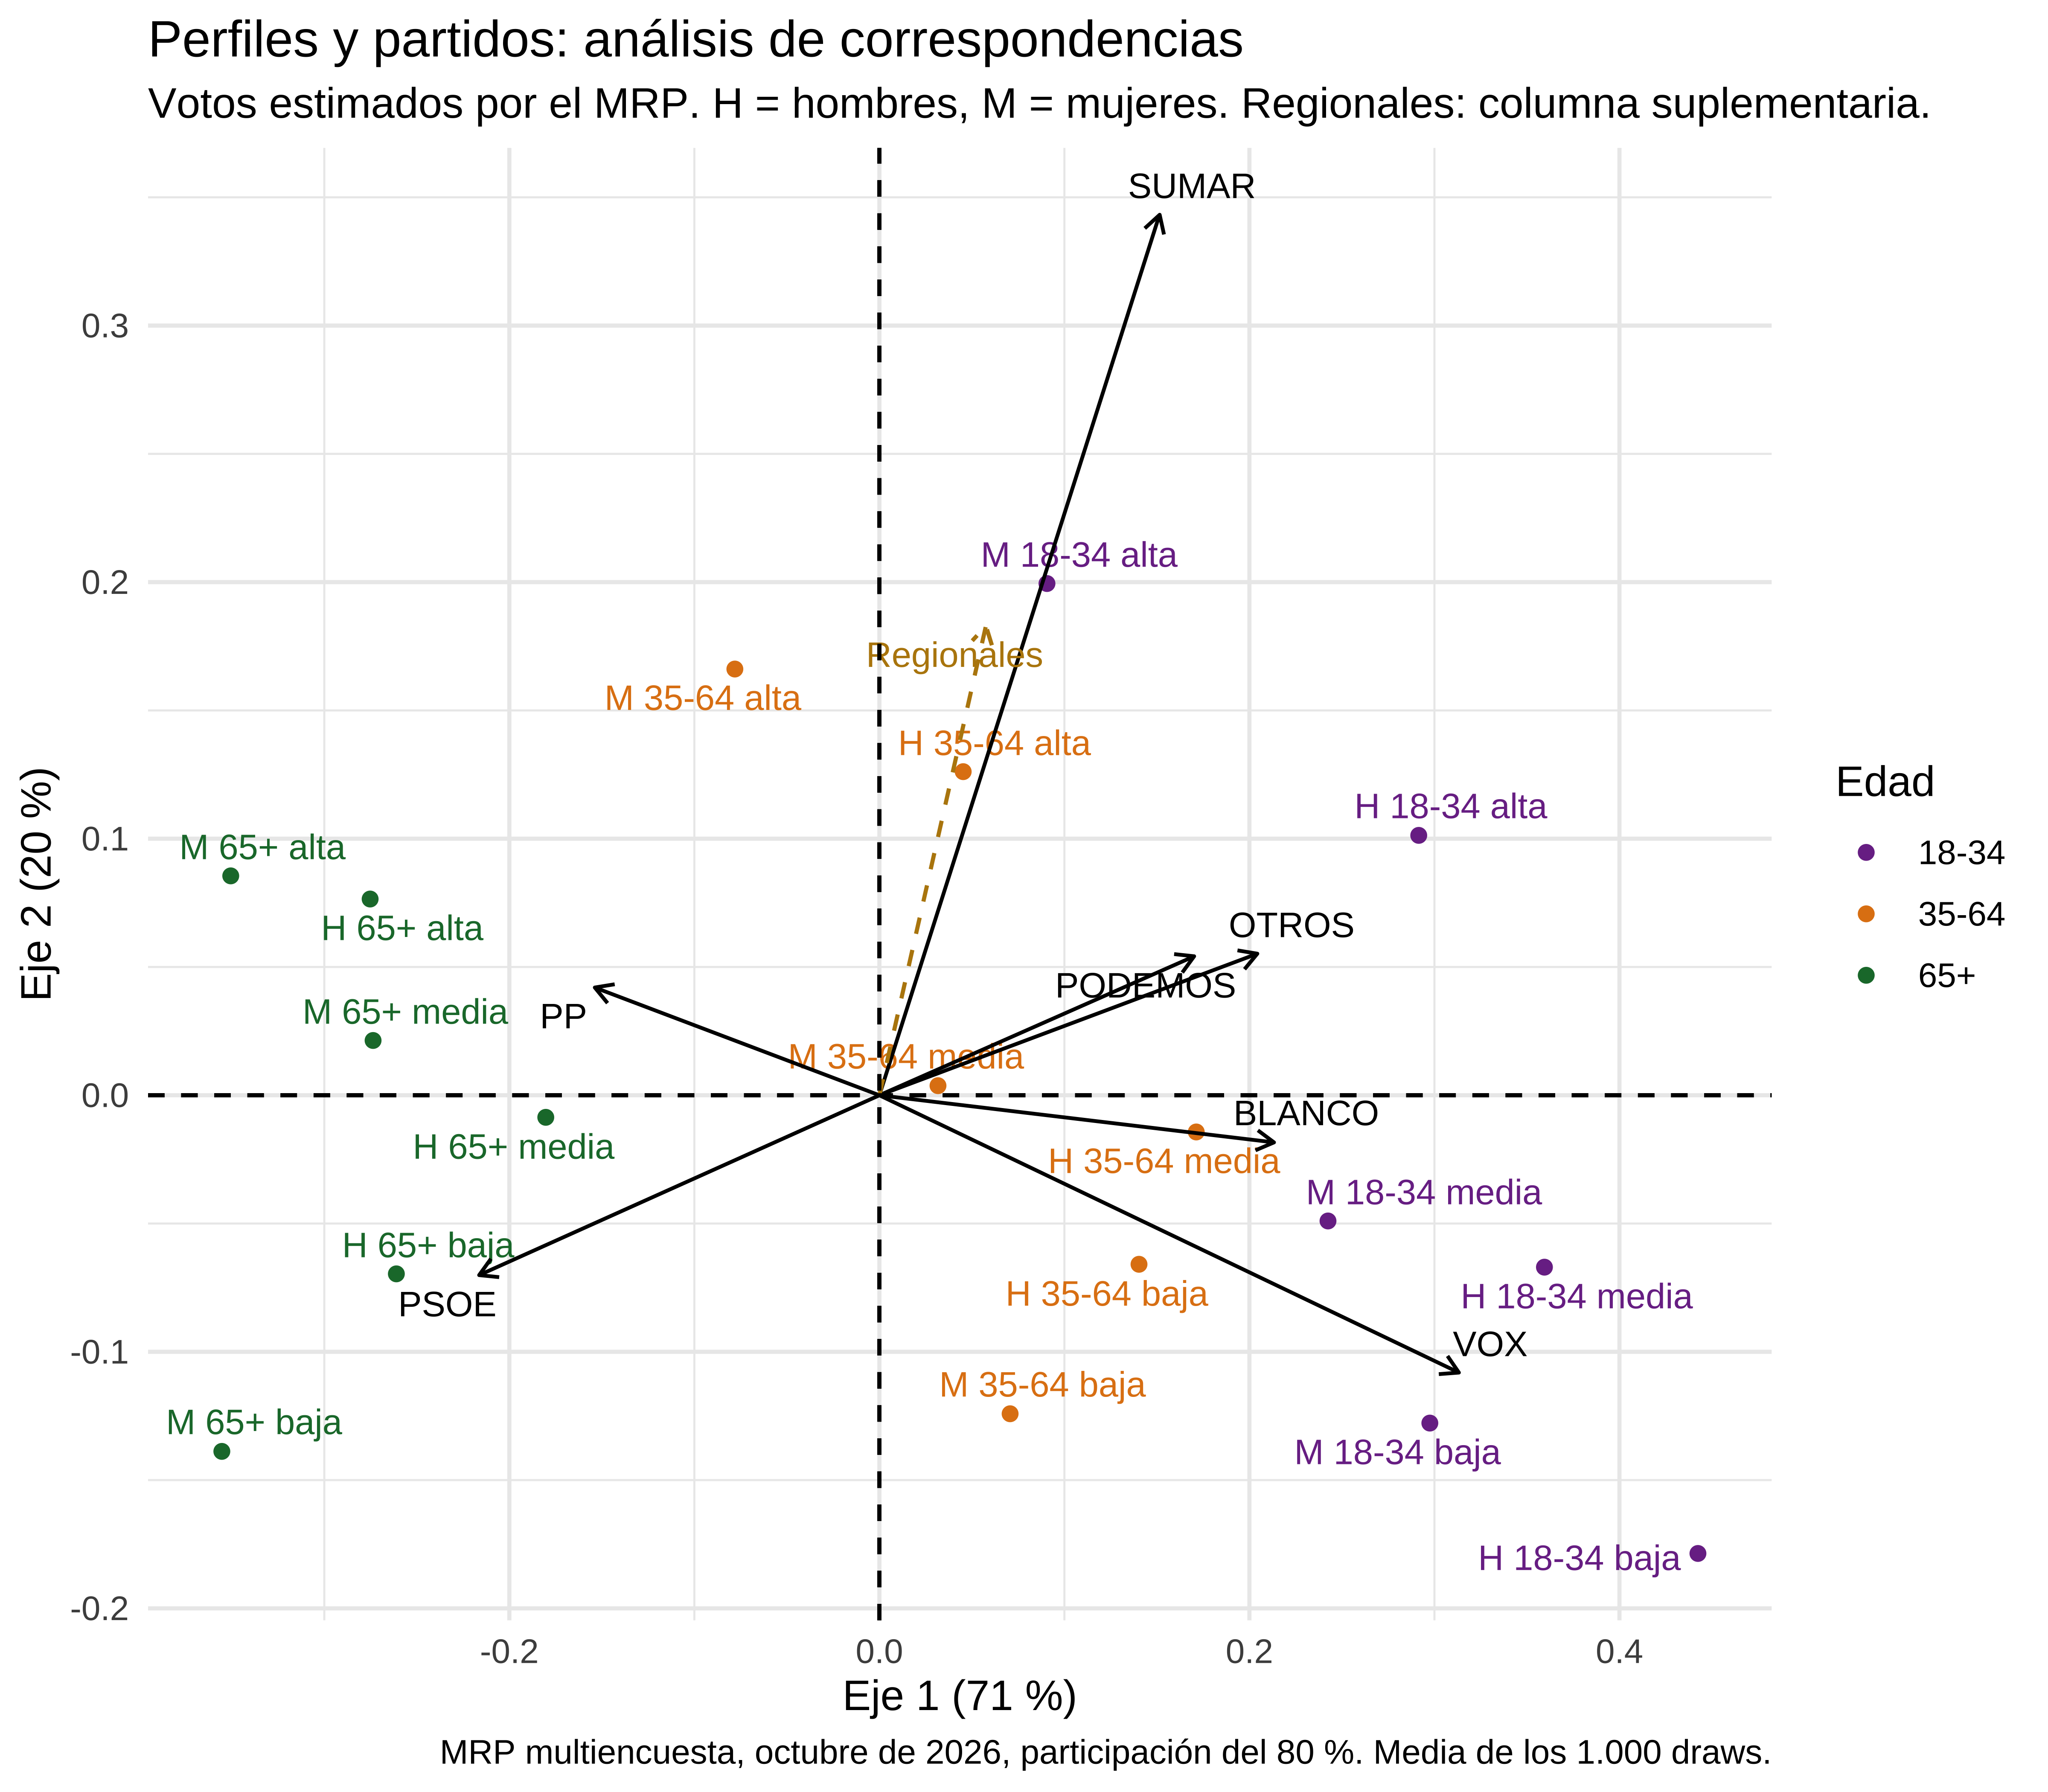 Perfiles y partidos: análisis de correspondencias
Votos estimados por el MRP. H = hombres, M = mujeres. Regionales: columna suplementaria.
SUMAR
0.3
M 18-34 alta
0.2
Regionales
M 35-64 alta
H 35-64 alta
Edad
H 18-34 alta
0.1
M 65+ alta
18-34
H 65+ alta
OTROS
35-64
Eje 2 (20 %)
PODEMOS
65+
M 65+ media
PP
M 35-64 media
0.0
BLANCO
H 65+ media
H 35-64 media
M 18-34 media
H 65+ baja
H 35-64 baja
H 18-34 media
PSOE
VOX
-0.1
M 35-64 baja
M 65+ baja
M 18-34 baja
H 18-34 baja
-0.2
-0.2
0.0
0.2
0.4
Eje 1 (71 %)
MRP multiencuesta, octubre de 2026, participación del 80 %. Media de los 1.000 draws.